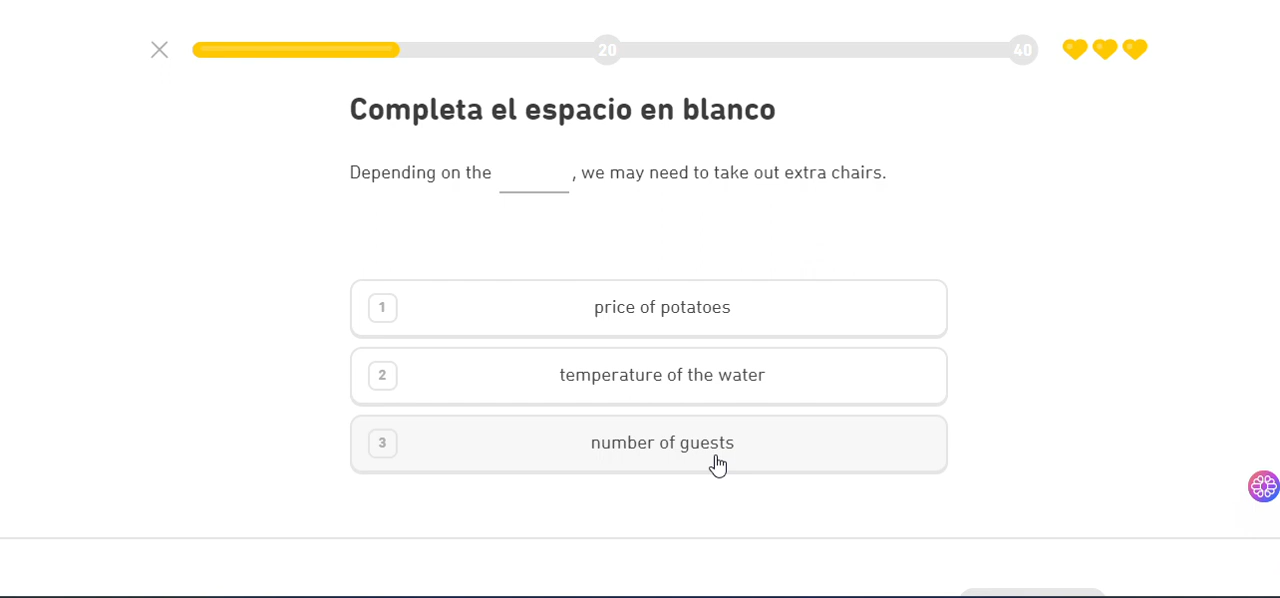 20
40
Completa el espacio en blanco
Depending on the ______, we may need to take out extra chairs.
1 price of potatoes
2 temperature of the water
3 number of guests